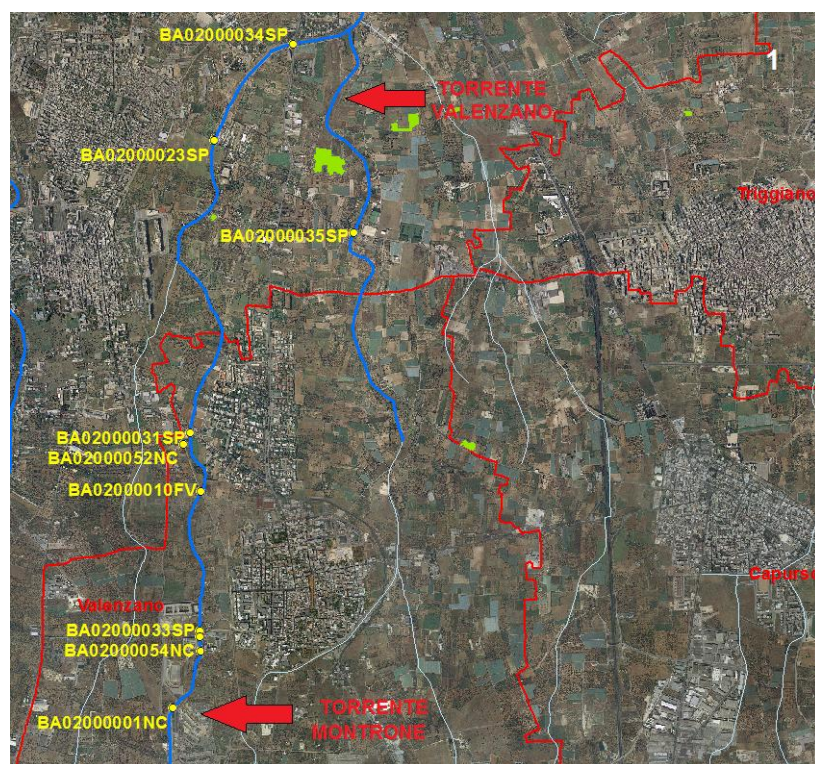 BA02000034SP
1
TORRENTE
VALENZANO
BA02000023SP
Triggiano
BA02000035SP
BA02000031SP
BA02000052NC
BA02000010FV
Capurso
Valenzano
BA02000033SP
BA02000054NC
TORRENTE
MONTRONE
BA02000001NC